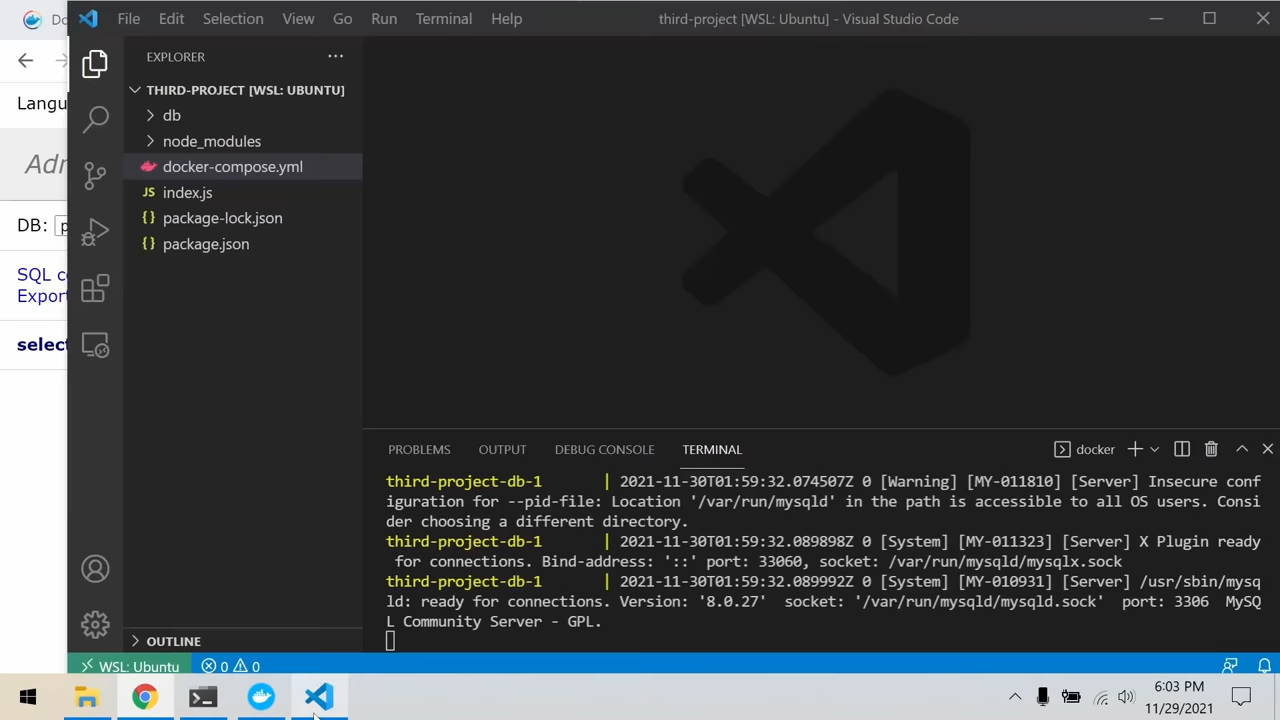 Do
File Edit Selection View Go Run Terminal Help
third-project [WSL: Ubuntu] - Visual Studio Code
EXPLORER
THIRD-PROJECT [WSL: UBUNTU]
db
node_modules
docker-compose.yml
JS index.js
{} package-lock.json
{} package.json
Langu
Adm
DB: p
SQL co
Export
select
PROBLEMS OUTPUT DEBUG CONSOLE TERMINAL
docker
third-project-db-1 | 2021-11-30T01:59:32.074507Z 0 [Warning] [MY-011810] [Server] Insecure conf
iguration for --pid-file: Location '/var/run/mysqld' in the path is accessible to all OS users. Consi
der choosing a different directory.
third-project-db-1 | 2021-11-30T01:59:32.089898Z 0 [System] [MY-011323] [Server] X Plugin ready
for connections. Bind-address: '::' port: 33060, socket: /var/run/mysqld/mysqlx.sock
third-project-db-1 | 2021-11-30T01:59:32.089992Z 0 [System] [MY-010931] [Server] /usr/sbin/mysq
ld: ready for connections. Version: '8.0.27' socket: '/var/run/mysqld/mysqld.sock' port: 3306 MySQ
L Community Server - GPL.
OUTLINE
WSL: Ubuntu 0 0
6:03 PM
11/29/2021